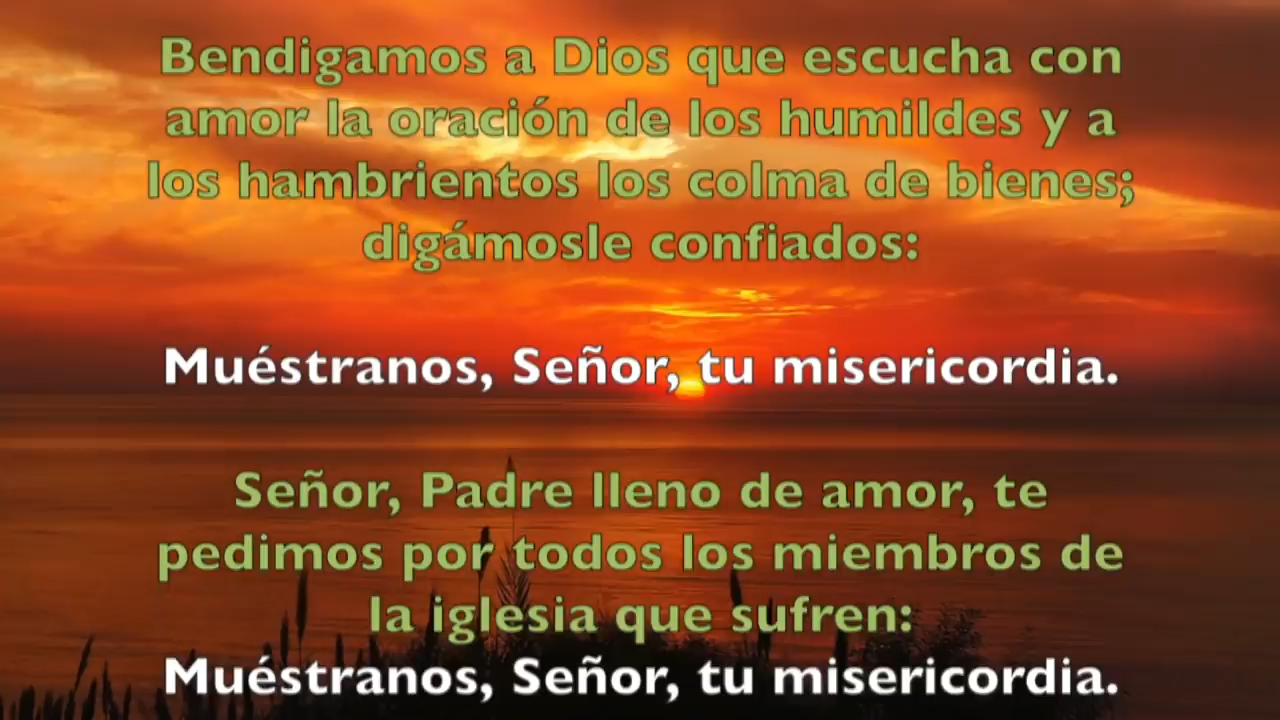 Bendigamos a Dios que escucha con
amor la oración de los humildes y a
los hambrientos los colma de bienes;
digámosle confiados:
Muéstranos, Señor, tu misericordia.
Señor, Padre lleno de amor, te
pedimos por todos los miembros de
la iglesia que sufren:
Muéstranos, Señor, tu misericordia.